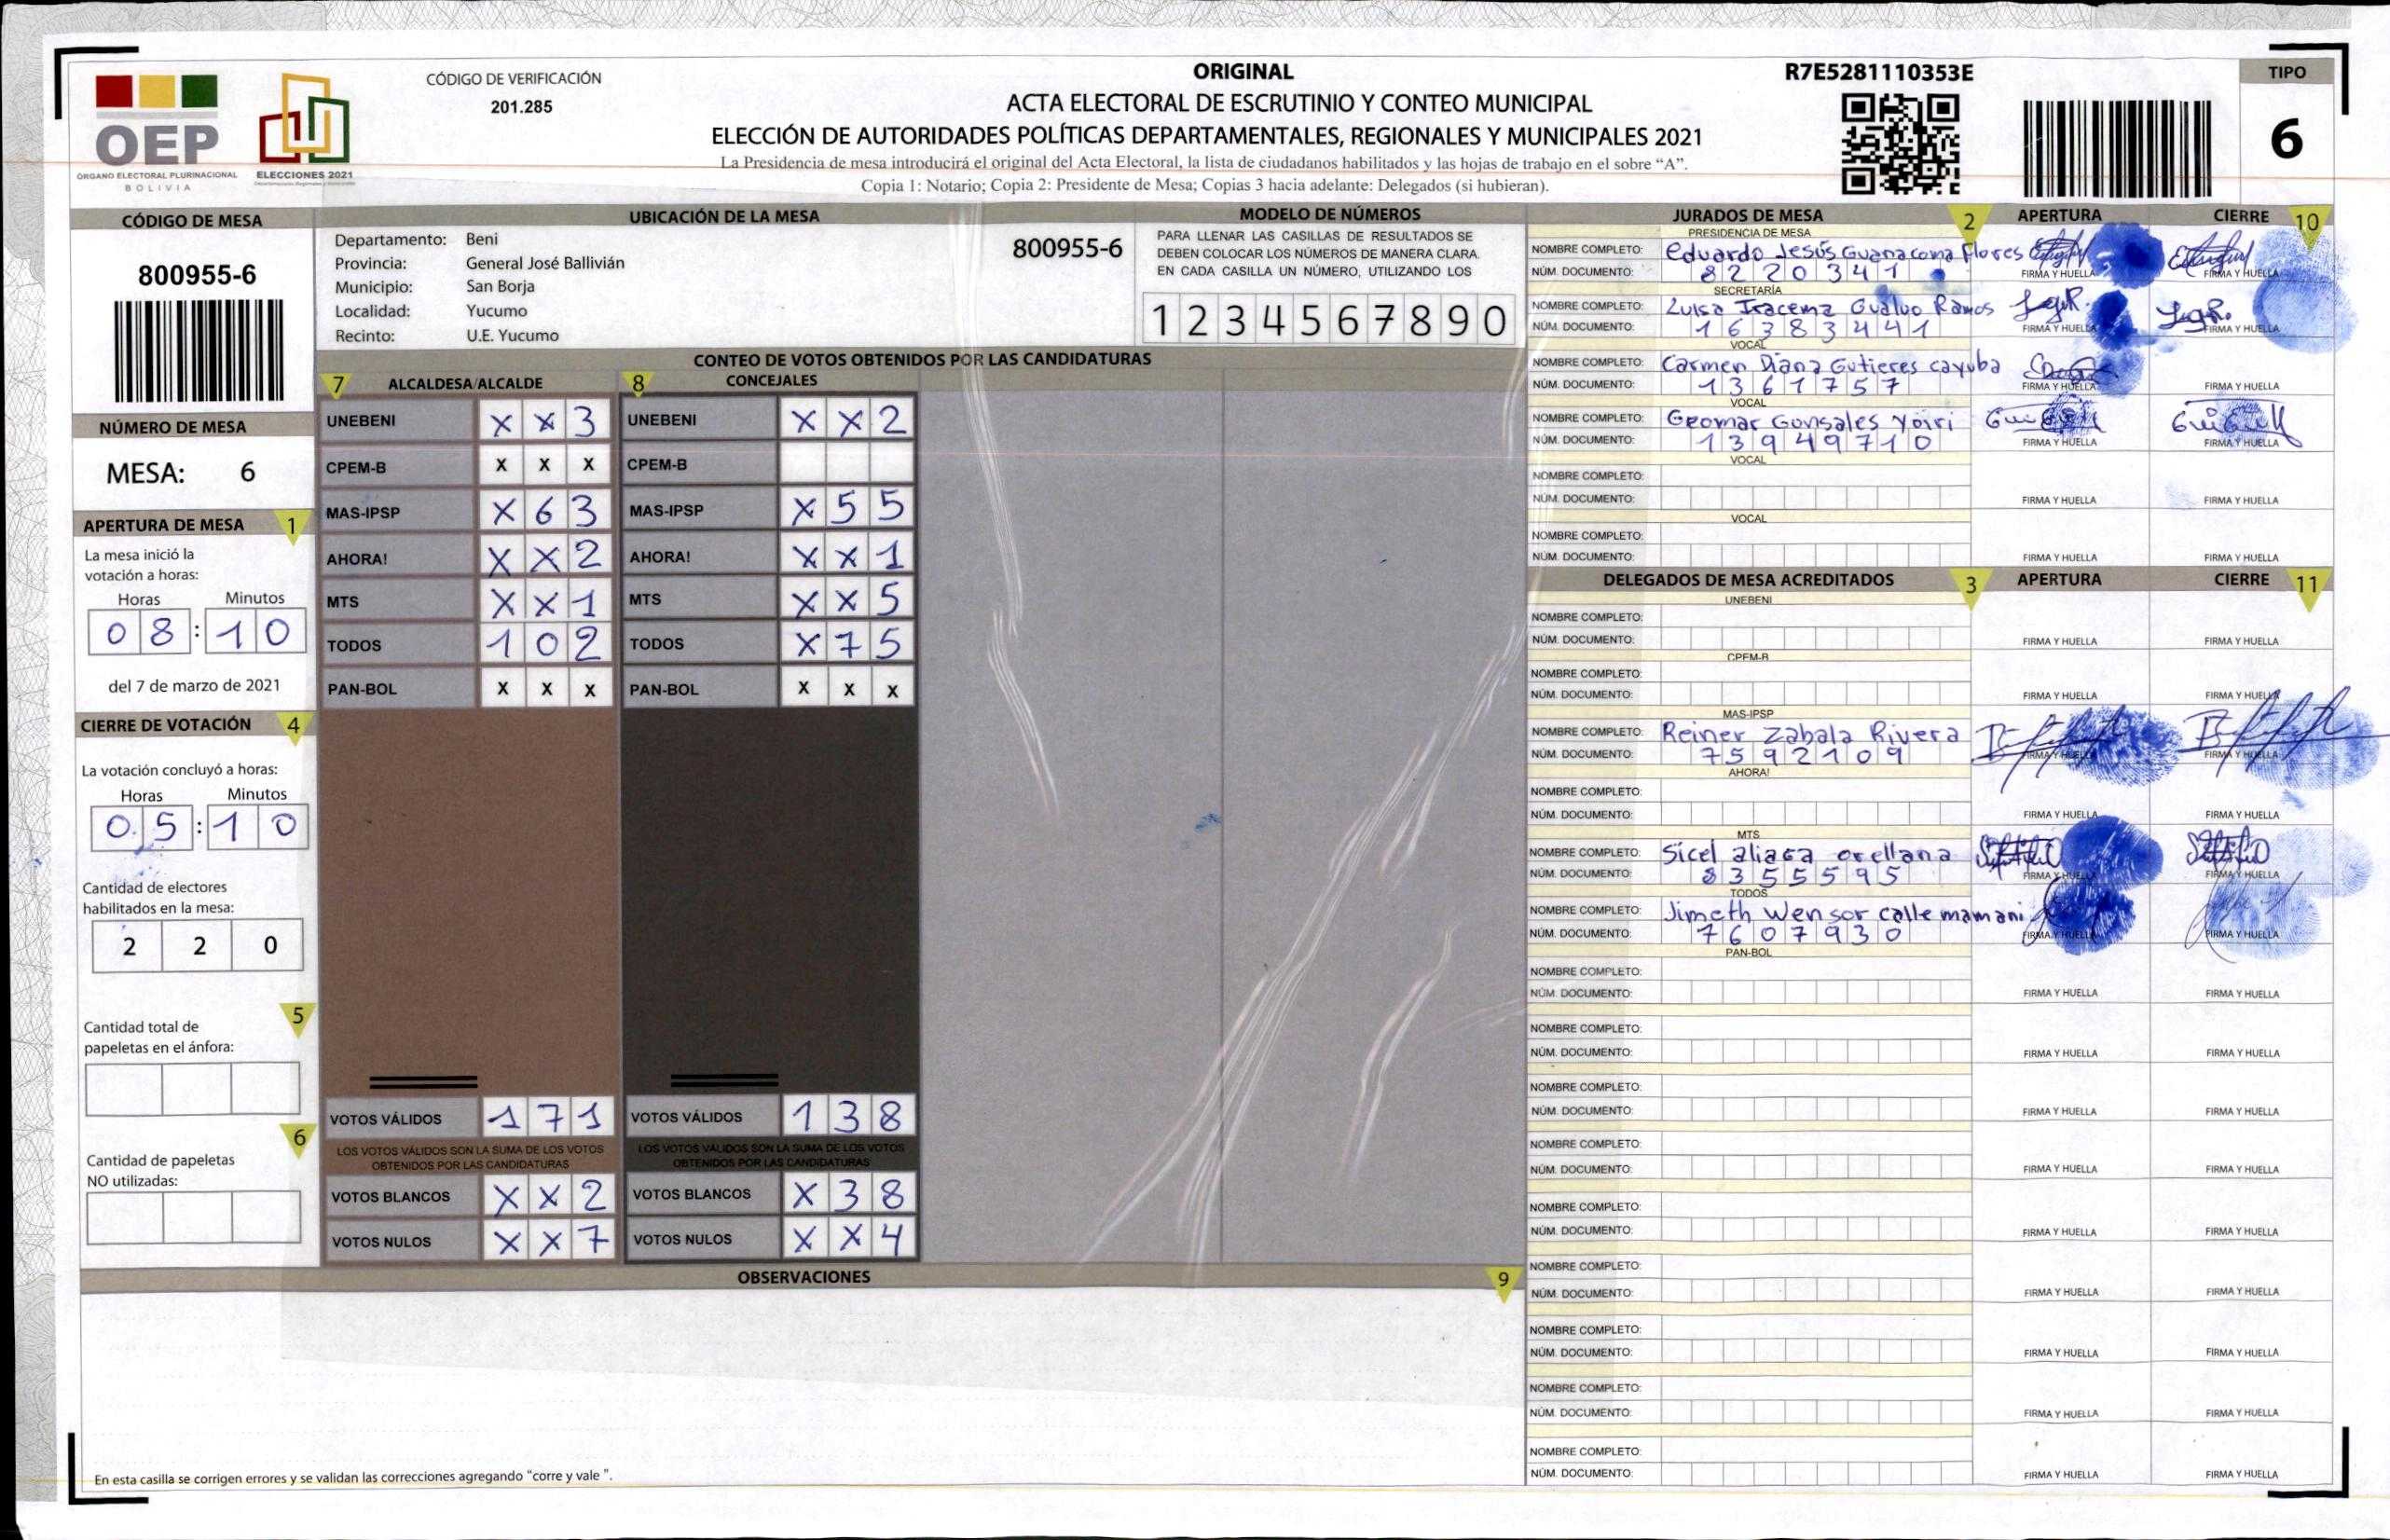 CÓDIGO DE VERIFICACIÓN
201.285
OEP
ÓRGANO ELECTORAL PLURINACIONAL
BOLIVIA
ELECCIONES 2021
ORIGINAL
ACTA ELECTORAL DE ESCRUTINIO Y CONTEO MUNICIPAL
ELECCIÓN DE AUTORIDADES POLÍTICAS DEPARTAMENTALES, REGIONALES Y MUNICIPALES 2021
La Presidencia de mesa introducirá el original del Acta Electoral, la lista de ciudadanos habilitados y las hojas de trabajo en el sobre “A”.
Copia 1: Notario; Copia 2: Presidente de Mesa; Copias 3 hacia adelante: Delegados (si hubieran).
R7E5281110353E
TIPO
6
CÓDIGO DE MESA
800955-6
NÚMERO DE MESA
MESA: 6
APERTURA DE MESA 1
La mesa inició la
votación a horas:
Horas Minutos
08:10
del 7 de marzo de 2021
CIERRE DE VOTACIÓN 4
La votación concluyó a horas:
Horas Minutos
05:10
Cantidad de electores
habilitados en la mesa:
2 2 0
5
Cantidad total de
papeletas en el ánfora:
6
Cantidad de papeletas
NO utilizadas:
UBICACIÓN DE LA MESA
Departamento: Beni
Provincia: General José Ballivián
Municipio: San Borja
Localidad: Yucumo
Recinto: U.E. Yucumo
800955-6
MODELO DE NÚMEROS
PARA LLENAR LAS CASILLAS DE RESULTADOS SE
DEBEN COLOCAR LOS NÚMEROS DE MANERA CLARA.
EN CADA CASILLA UN NÚMERO, UTILIZANDO LOS
1 2 3 4 5 6 7 8 9 0
CONTEO DE VOTOS OBTENIDOS POR LAS CANDIDATURAS
7 ALCALDESA/ALCALDE 8 CONCEJALES
UNEBENI X X 3 UNEBENI X X 2
CPEM-B X X X CPEM-B
MAS-IPSP X 6 3 MAS-IPSP X 5 5
AHORA! X X 2 AHORA! X X 1
MTS X X 1 MTS X X 5
TODOS 1 0 2 TODOS X 7 5
PAN-BOL X X X PAN-BOL X X X
VOTOS VÁLIDOS 1 7 1 VOTOS VÁLIDOS 1 3 8
LOS VOTOS VÁLIDOS SON LA SUMA DE LOS VOTOS LOS VOTOS VÁLIDOS SON LA SUMA DE LOS VOTOS
OBTENIDOS POR LAS CANDIDATURAS OBTENIDOS POR LAS CANDIDATURAS
VOTOS BLANCOS X X 2 VOTOS BLANCOS X 3 8
VOTOS NULOS X X 7 VOTOS NULOS X X 4
OBSERVACIONES 9
En esta casilla se corrigen errores y se validan las correcciones agregando “corre y vale ”.
JURADOS DE MESA 2 APERTURA CIERRE 10
PRESIDENCIA DE MESA
NOMBRE COMPLETO: Eduardo Jesús Guanacoma Flores
NÚM. DOCUMENTO: 8220341 FIRMA Y HUELLA FIRMA Y HUELLA
SECRETARÍA
NOMBRE COMPLETO: Luisa Iracema Gualuo Ramos
NÚM. DOCUMENTO: 16383441 FIRMA Y HUELLA FIRMA Y HUELLA
VOCAL
NOMBRE COMPLETO: Carmen Diana Gutieres cayuba
NÚM. DOCUMENTO: 1361757 FIRMA Y HUELLA FIRMA Y HUELLA
VOCAL
NOMBRE COMPLETO: Geomar Gonsales Yoiri
NÚM. DOCUMENTO: 13949710 FIRMA Y HUELLA FIRMA Y HUELLA
VOCAL
NOMBRE COMPLETO:
NÚM. DOCUMENTO: FIRMA Y HUELLA FIRMA Y HUELLA
VOCAL
NOMBRE COMPLETO:
NÚM. DOCUMENTO: FIRMA Y HUELLA FIRMA Y HUELLA
DELEGADOS DE MESA ACREDITADOS 3 APERTURA CIERRE 11
UNEBENI
NOMBRE COMPLETO:
NÚM. DOCUMENTO: FIRMA Y HUELLA FIRMA Y HUELLA
CPEM-B
NOMBRE COMPLETO:
NÚM. DOCUMENTO: FIRMA Y HUELLA FIRMA Y HUELLA
MAS-IPSP
NOMBRE COMPLETO: Reiner Zabala Rivera
NÚM. DOCUMENTO: 7592109 FIRMA Y HUELLA FIRMA Y HUELLA
AHORA!
NOMBRE COMPLETO:
NÚM. DOCUMENTO: FIRMA Y HUELLA FIRMA Y HUELLA
MTS
NOMBRE COMPLETO: Sicel aliaga orellana
NÚM. DOCUMENTO: 8355595 FIRMA Y HUELLA FIRMA Y HUELLA
TODOS
NOMBRE COMPLETO: Jimeth Wensor calle mamani
NÚM. DOCUMENTO: 7607930 FIRMA Y HUELLA FIRMA Y HUELLA
PAN-BOL
NOMBRE COMPLETO:
NÚM. DOCUMENTO: FIRMA Y HUELLA FIRMA Y HUELLA
NOMBRE COMPLETO:
NÚM. DOCUMENTO: FIRMA Y HUELLA FIRMA Y HUELLA
NOMBRE COMPLETO:
NÚM. DOCUMENTO: FIRMA Y HUELLA FIRMA Y HUELLA
NOMBRE COMPLETO:
NÚM. DOCUMENTO: FIRMA Y HUELLA FIRMA Y HUELLA
NOMBRE COMPLETO:
NÚM. DOCUMENTO: FIRMA Y HUELLA FIRMA Y HUELLA
NOMBRE COMPLETO:
NÚM. DOCUMENTO: FIRMA Y HUELLA FIRMA Y HUELLA
NOMBRE COMPLETO:
NÚM. DOCUMENTO: FIRMA Y HUELLA FIRMA Y HUELLA
NOMBRE COMPLETO:
NÚM. DOCUMENTO: FIRMA Y HUELLA FIRMA Y HUELLA
NOMBRE COMPLETO:
NÚM. DOCUMENTO: FIRMA Y HUELLA FIRMA Y HUELLA